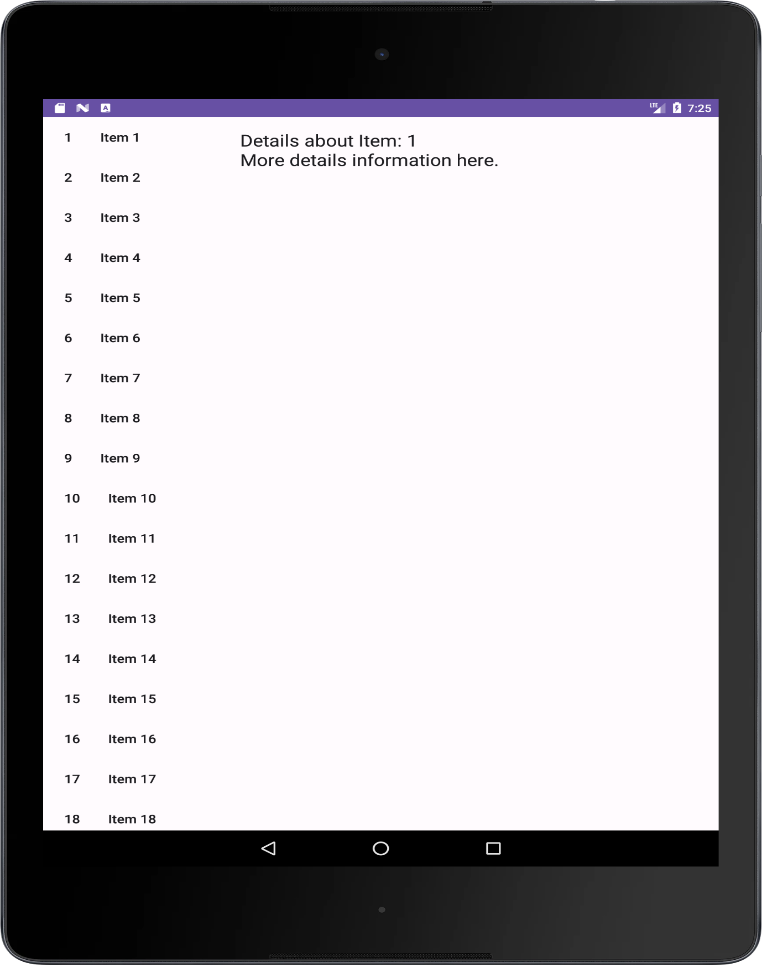 LTE 7:25
1 Item 1
2 Item 2
3 Item 3
4 Item 4
5 Item 5
6 Item 6
7 Item 7
8 Item 8
9 Item 9
10 Item 10
11 Item 11
12 Item 12
13 Item 13
14 Item 14
15 Item 15
16 Item 16
17 Item 17
18 Item 18
Details about Item: 1
More details information here.